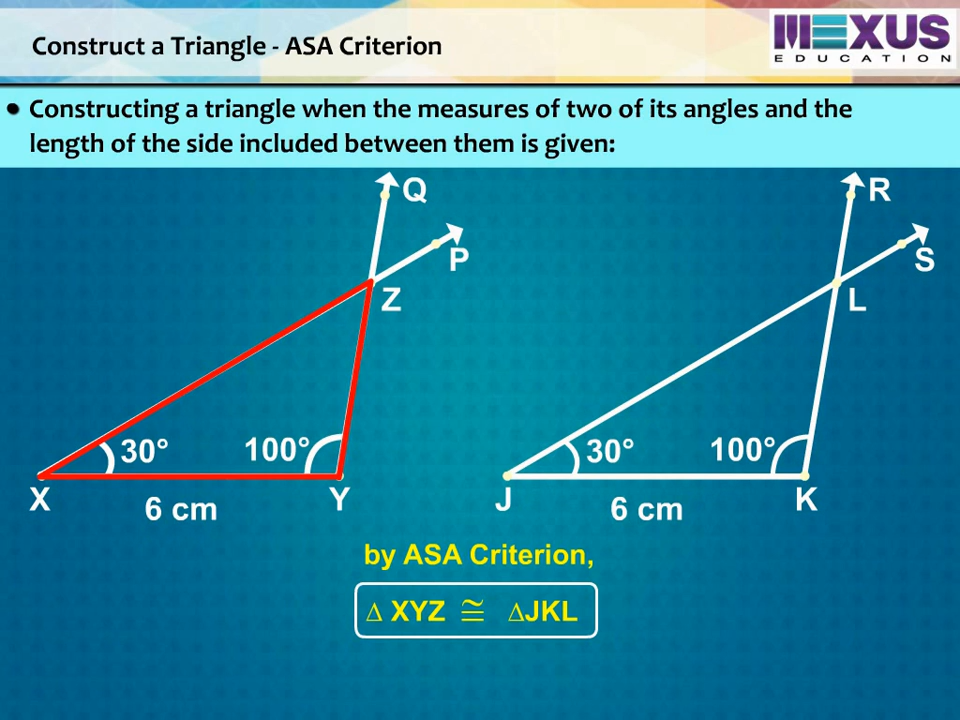 Construct a Triangle - ASA Criterion
MEXUS
EDUCATION
• Constructing a triangle when the measures of two of its angles and the
length of the side included between them is given:
Q
P
Z
30°
100°
X
6 cm
Y
R
S
L
30°
100°
J
6 cm
K
by ASA Criterion,
∆ XYZ ≅ ∆JKL